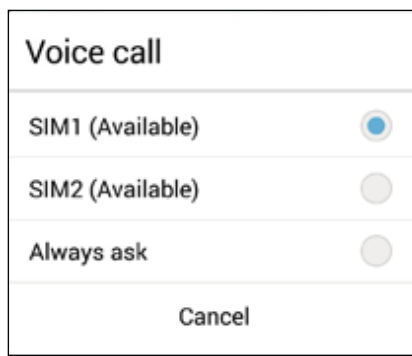 Voice call
SIM1 (Available)
SIM2 (Available)
Always ask
Cancel